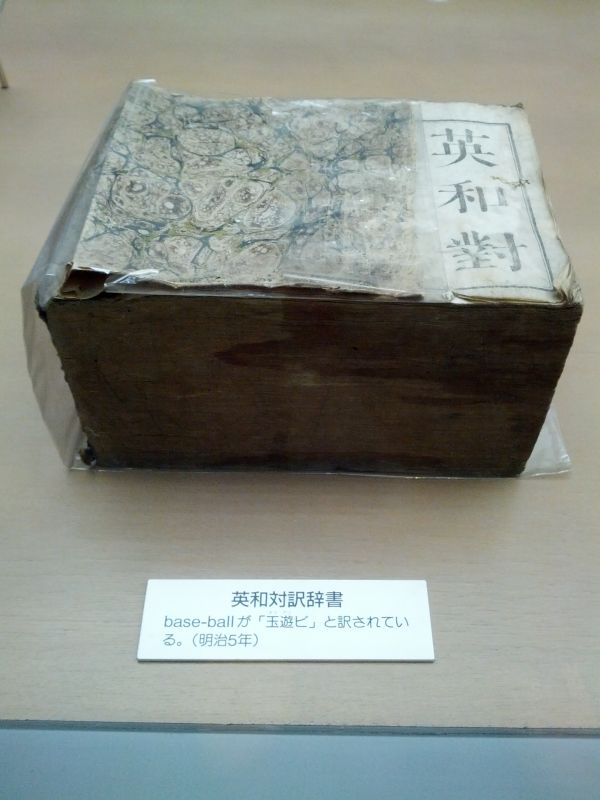 英和對
英和対訳辞書
base-ballが「玉遊ビ」と訳されてい
る。（明治5年）